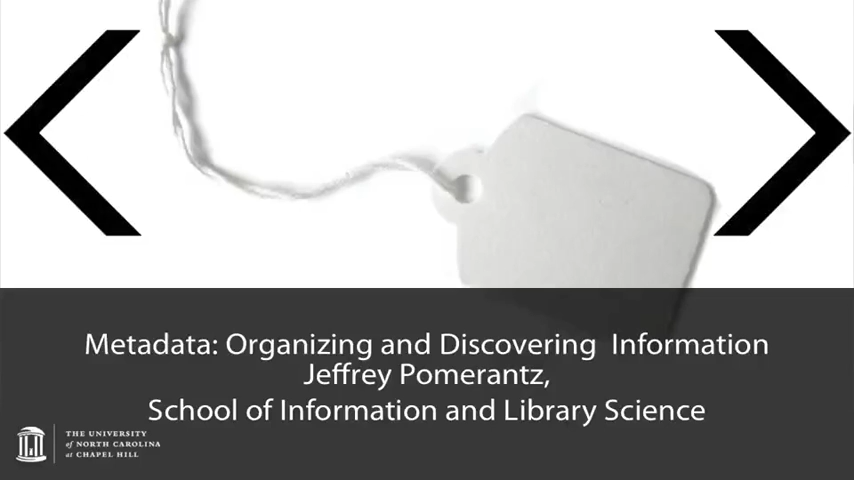 Metadata: Organizing and Discovering  Information
Jeffrey Pomerantz,
School of Information and Library Science
THE UNIVERSITY
of NORTH CAROLINA
at CHAPEL HILL